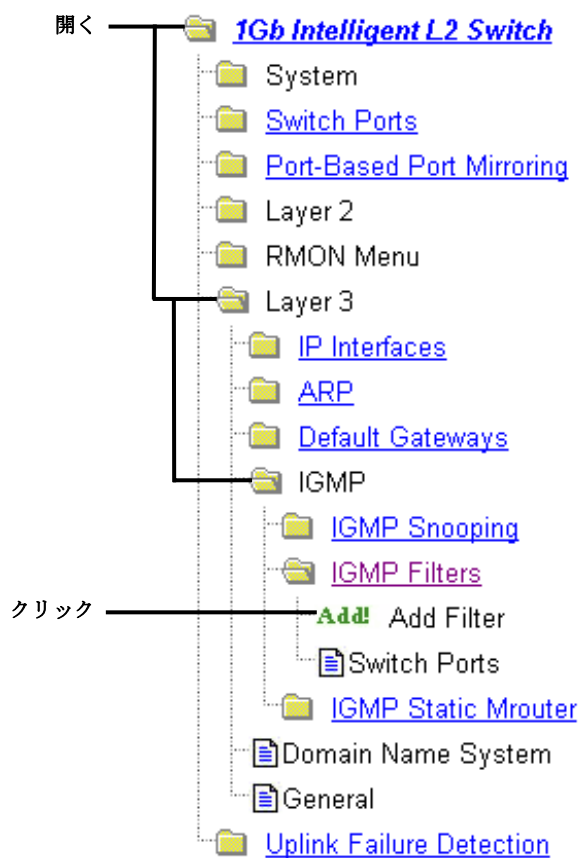 開く
1Gb Intelligent L2 Switch
System
Switch Ports
Port-Based Port Mirroring
Layer 2
RMON Menu
Layer 3
IP Interfaces
ARP
Default Gateways
IGMP
IGMP Snooping
IGMP Filters
クリック
Add! Add Filter
Switch Ports
IGMP Static Mrouter
Domain Name System
General
Uplink Failure Detection